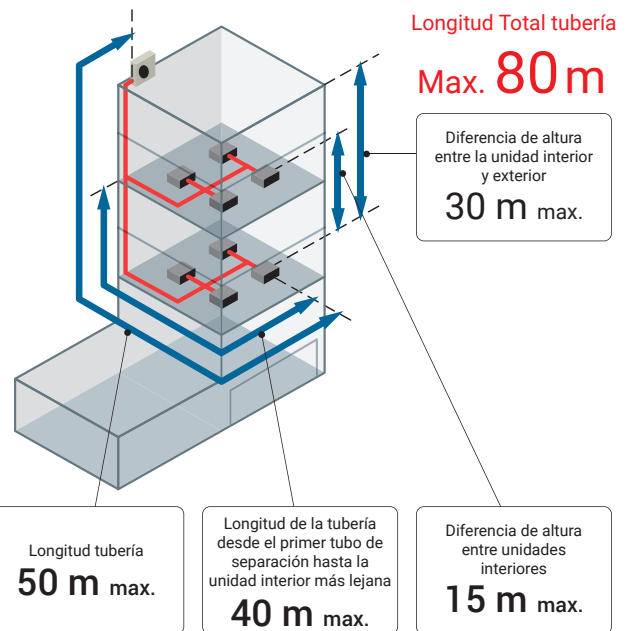 Longitud Total tubería
Max. 80 m
Diferencia de altura
entre la unidad interior
y exterior
30 m max.
Longitud tubería
50 m max.
Longitud de la tubería
desde el primer tubo de
separación hasta la
unidad interior más lejana
40 m max.
Diferencia de altura
entre unidades
interiores
15 m max.